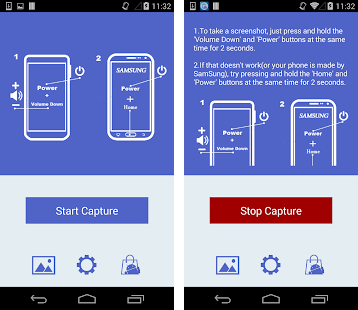 11:32
1
2
Power
+
Volume Down
SAMSUNG
Power
+
Home
Start Capture
11:32
1.To take a screenshot, just press and hold the
'Volume Down' and 'Power' buttons at the same
time for 2 seconds.
2.If that doesn't work(or your phone is made by
SamSung), try pressing and hold the 'Home' and
'Power' buttons at the same time for 2 seconds.
1
2
Power
+
Volume Down
SAMSUNG
Power
+
Home
Stop Capture